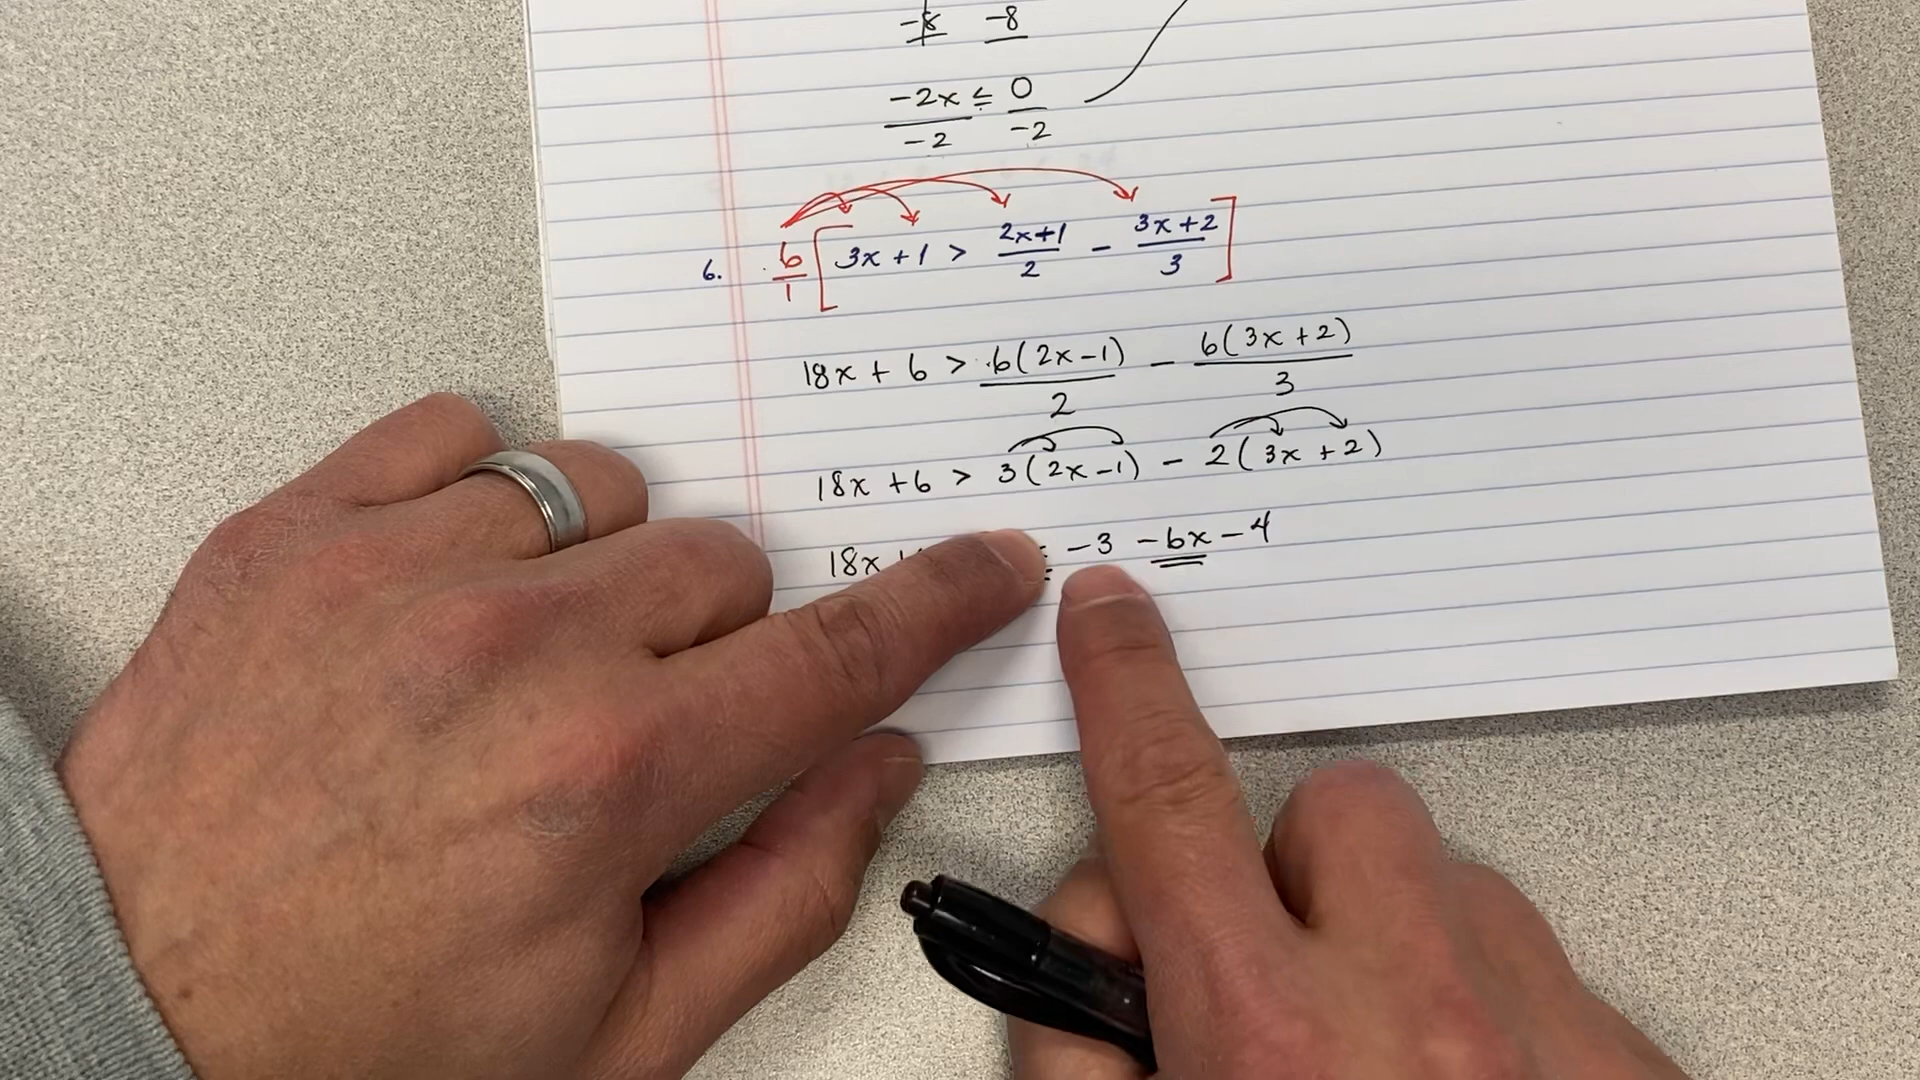 -8 -8
-2x ≤ 0
-2 -2
6. 6/1 [ 3x + 1 > (2x+1)/2 - (3x+2)/3 ]
18x + 6 > 6(2x-1)/2 - 6(3x+2)/3
18x + 6 > 3(2x-1) - 2(3x+2)
18x -3 -6x -4